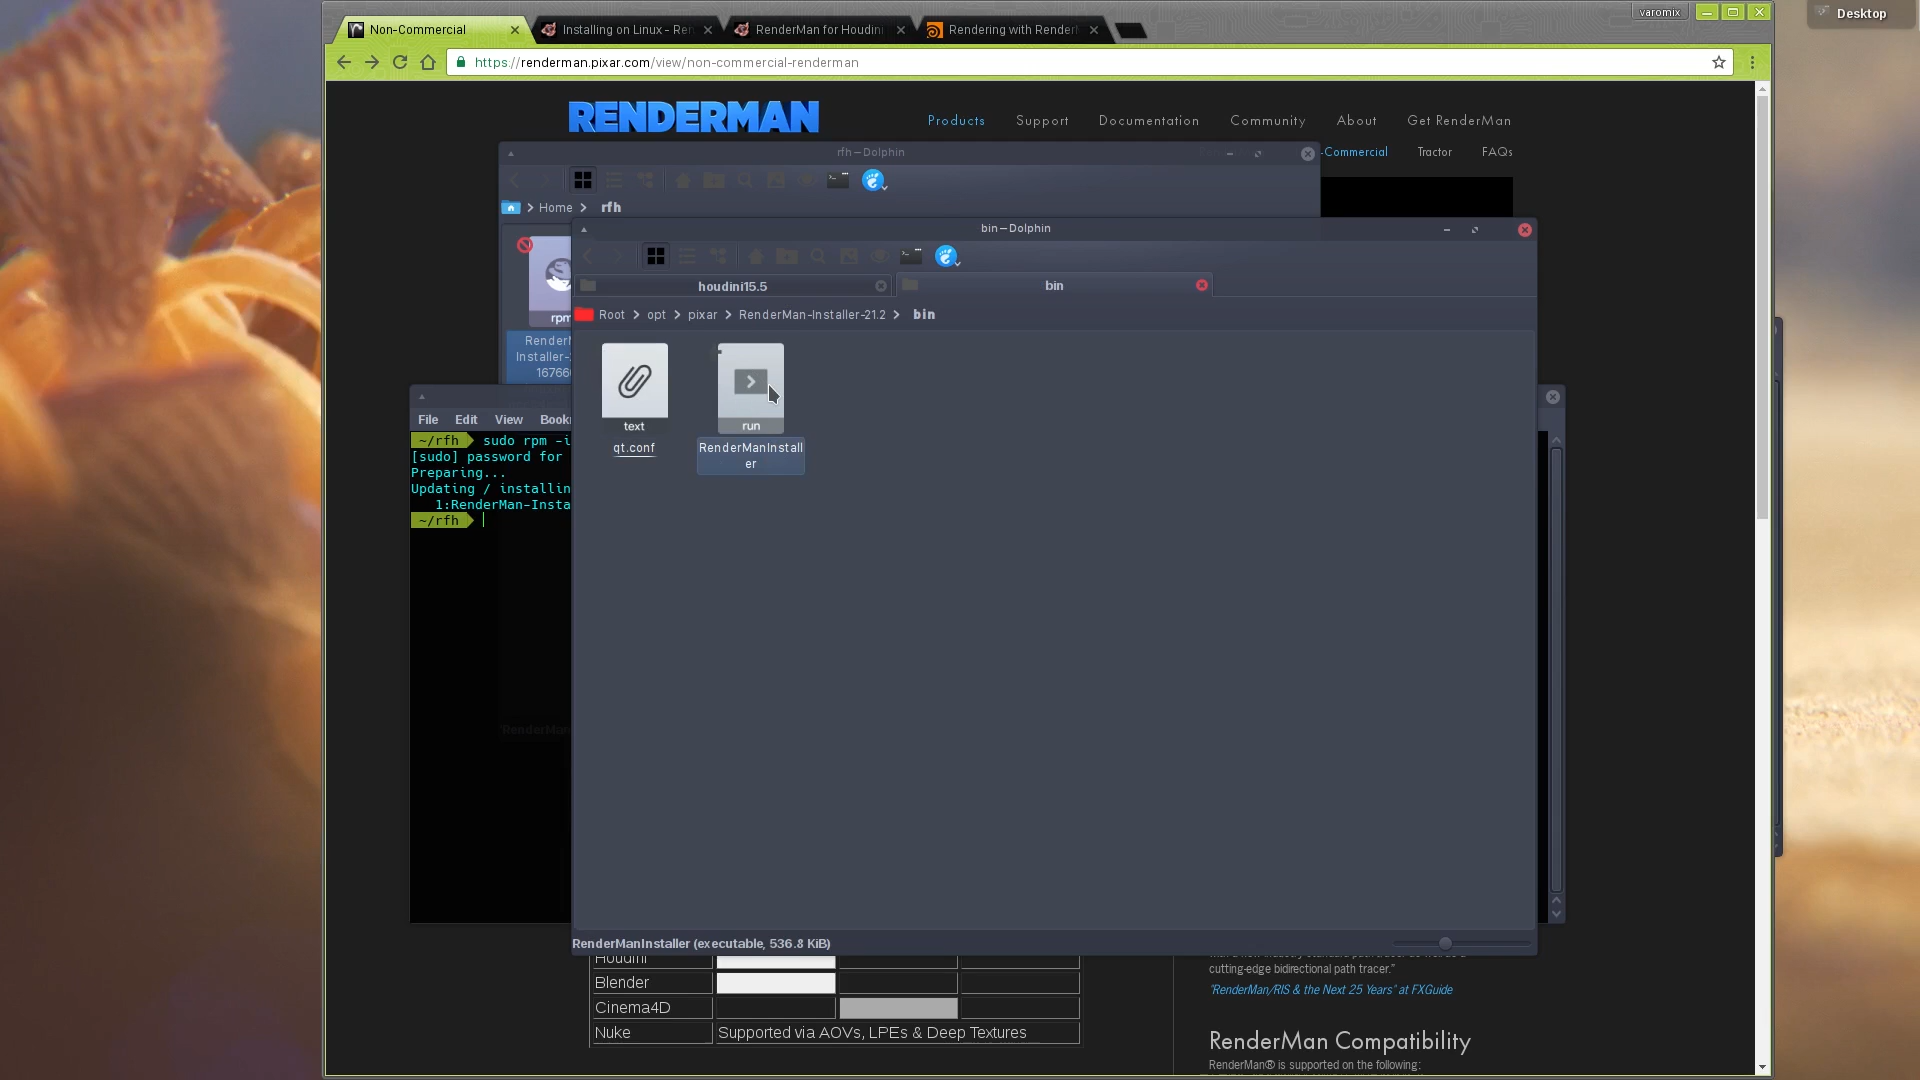 varomix
Desktop
Non-Commercial
Installing on Linux - Ren
RenderMan for Houdini
Rendering with RenderM
https://renderman.pixar.com/view/non-commercial-renderman
RENDERMAN
Products Support Documentation Community About Get RenderMan
-Commercial Tractor FAQs
rfh — Dolphin
Home > rfh
rpm
RenderM
Installer-
16766
bin — Dolphin
houdini15.5
bin
Root > opt > pixar > RenderMan-Installer-21.2 > bin
text
qt.conf
run
RenderManInstall
er
RenderManInstaller (executable, 536.8 KiB)
File Edit View Bookm
~/rfh sudo rpm -i
[sudo] password for
Preparing...
Updating / installin
1:RenderMan-Insta
~/rfh
Houdini
Blender
Cinema4D
Nuke Supported via AOVs, LPEs & Deep Textures
cutting-edge bidirectional path tracer."
"RenderMan/RIS & the Next 25 Years" at FXGuide
RenderMan Compatibility
RenderMan® is supported on the following: